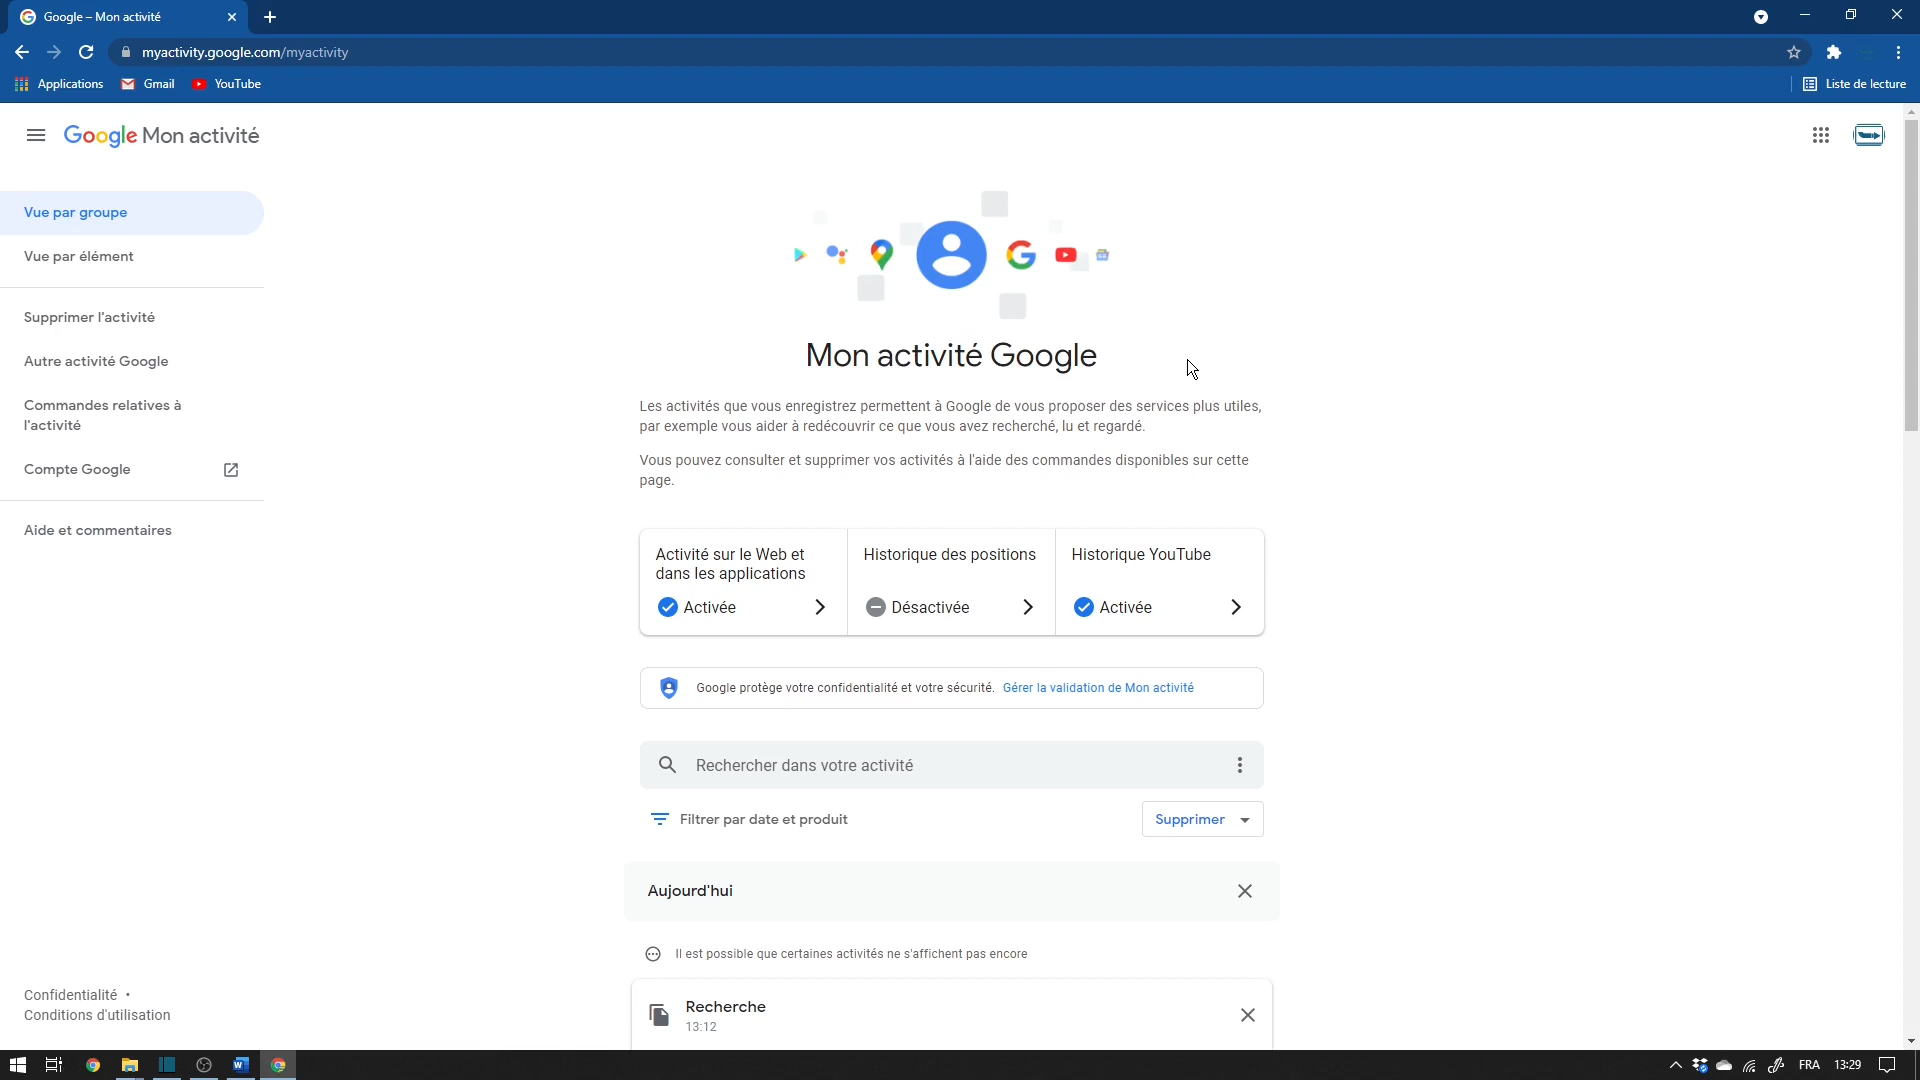 Google – Mon activité
myactivity.google.com/myactivity
Applications
Gmail
YouTube
Liste de lecture
Google Mon activité
Vue par groupe
Vue par élément
Supprimer l'activité
Autre activité Google
Commandes relatives à
l'activité
Compte Google
Aide et commentaires
Mon activité Google
Les activités que vous enregistrez permettent à Google de vous proposer des services plus utiles,
par exemple vous aider à redécouvrir ce que vous avez recherché, lu et regardé.
Vous pouvez consulter et supprimer vos activités à l'aide des commandes disponibles sur cette
page.
Activité sur le Web et
dans les applications
Activée
Historique des positions
Désactivée
Historique YouTube
Activée
Google protège votre confidentialité et votre sécurité. Gérer la validation de Mon activité
Rechercher dans votre activité
Filtrer par date et produit
Supprimer
Aujourd'hui
Il est possible que certaines activités ne s'affichent pas encore
Recherche
13:12
Confidentialité •
Conditions d'utilisation
FRA
13:29